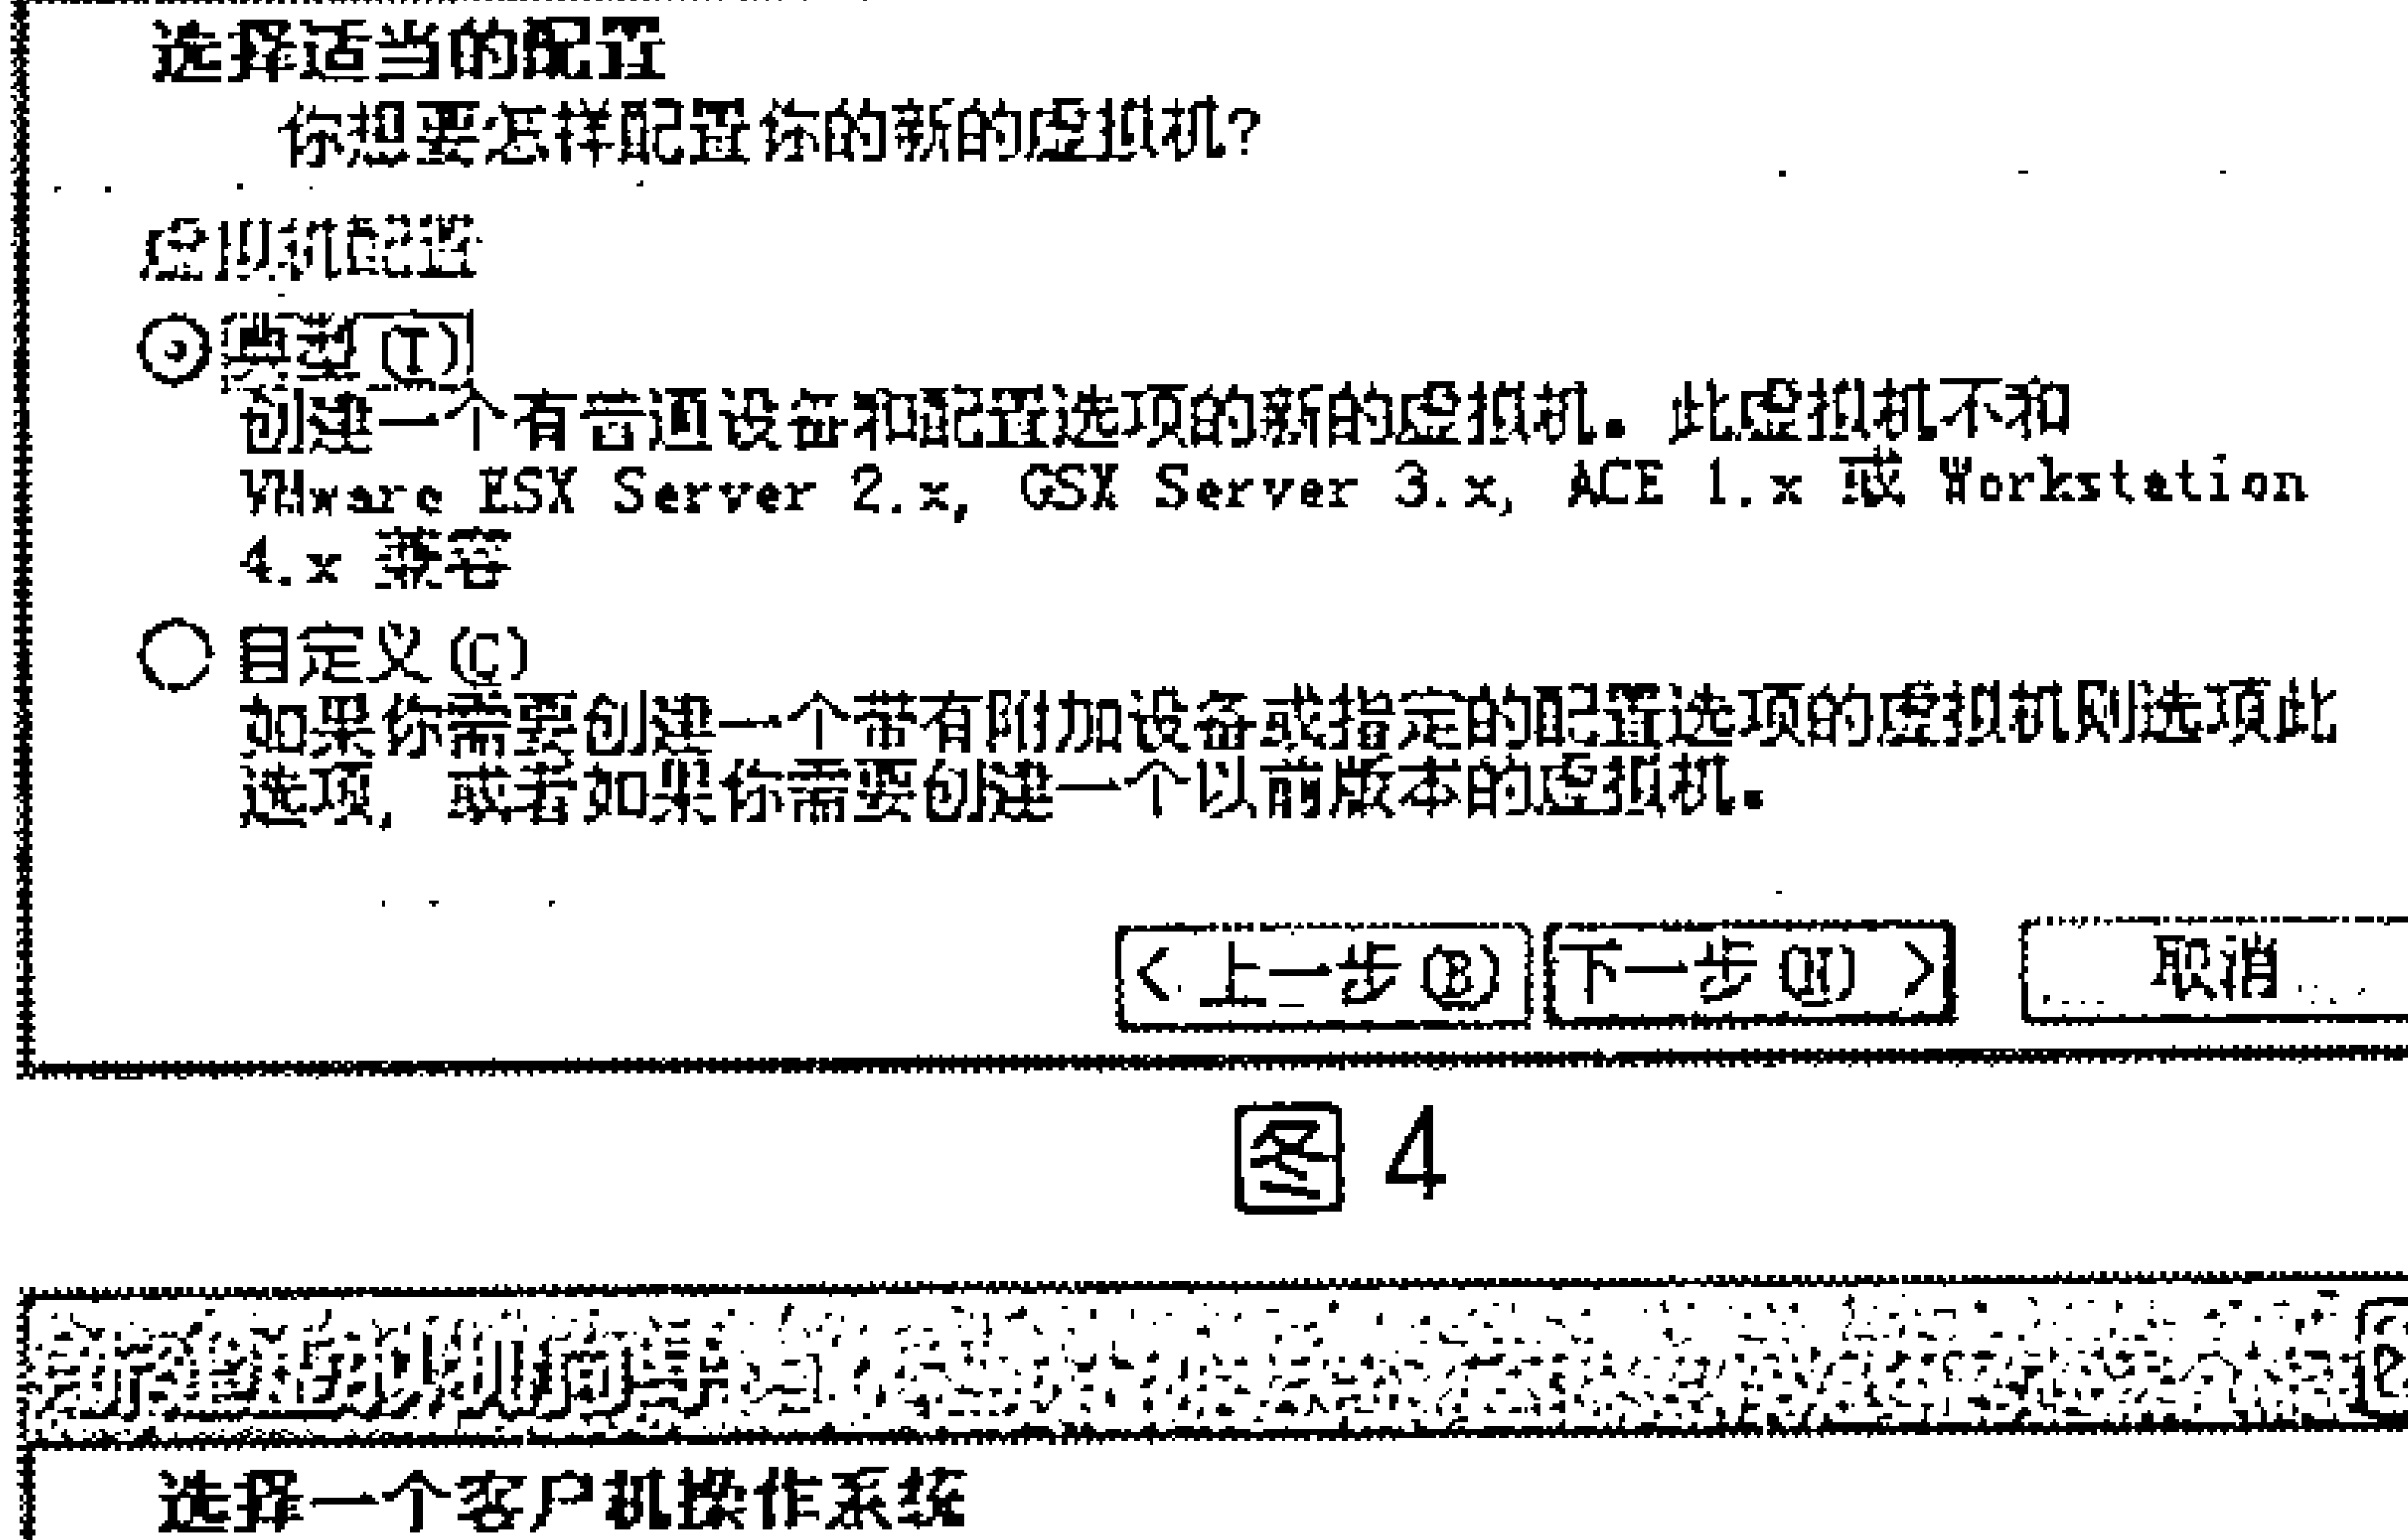 选择适当的配置
你想要怎样配置你的新的虚拟机?
虚拟机配置
典型(T)
创建一个有普通设备和配置选项的新的虚拟机。此虚拟机不和
VMware ESX Server 2.x, GSX Server 3.x, ACE 1.x 或 Workstation
4.x 兼容
自定义(C)
如果你需要创建一个带有附加设备或指定的配置选项的虚拟机则选项此
选项, 或者如果你需要创建一个以前版本的虚拟机。
< 上一步(B) 下一步(N) > 取消
图 4
新建虚拟机向导
选择一个客户机操作系统